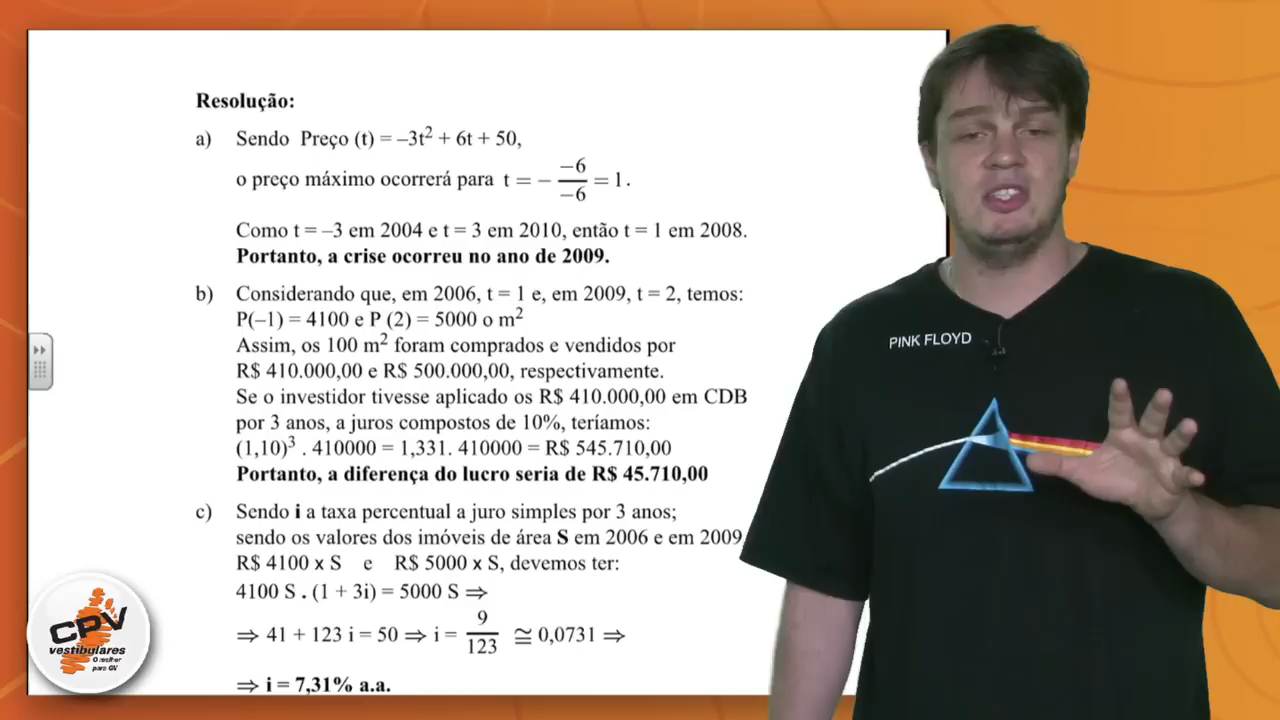 Resolução:
a) Sendo Preço (t) = –3t² + 6t + 50,
o preço máximo ocorrerá para t = – –6/–6 = 1.
Como t = –3 em 2004 e t = 3 em 2010, então t = 1 em 2008.
Portanto, a crise ocorreu no ano de 2009.
b) Considerando que, em 2006, t = 1 e, em 2009, t = 2, temos:
P(–1) = 4100 e P (2) = 5000 o m²
Assim, os 100 m² foram comprados e vendidos por
R$ 410.000,00 e R$ 500.000,00, respectivamente.
Se o investidor tivesse aplicado os R$ 410.000,00 em CDB
por 3 anos, a juros compostos de 10%, teríamos:
(1,10)³ . 410000 = 1,331. 410000 = R$ 545.710,00
Portanto, a diferença do lucro seria de R$ 45.710,00
c) Sendo i a taxa percentual a juro simples por 3 anos;
sendo os valores dos imóveis de área S em 2006 e em 2009
R$ 4100 x S e R$ 5000 x S, devemos ter:
4100 S . (1 + 3i) = 5000 S ⇒
⇒ 41 + 123 i = 50 ⇒ i = 9/123 ≅ 0,0731 ⇒
⇒ i = 7,31% a.a.
PINK FLOYD
CPV
vestibulares
O melhor
para GV